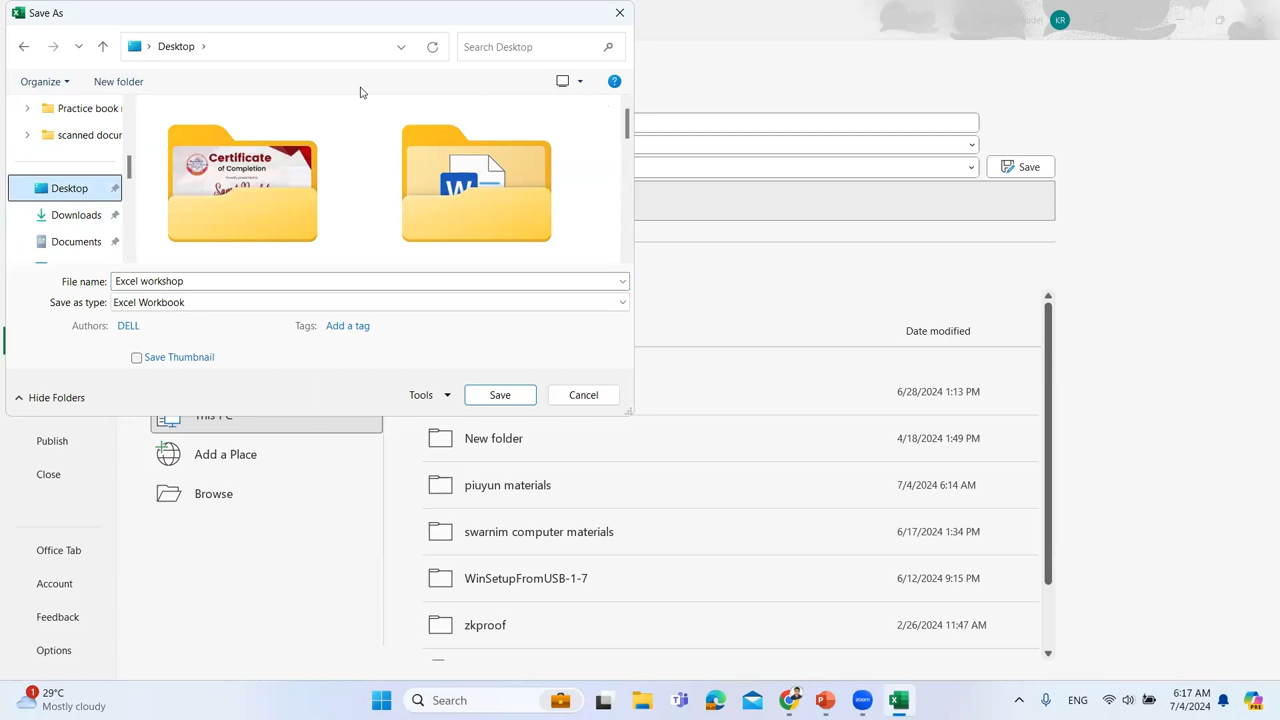 Save As
KR
Desktop
Search Desktop
Organize
New folder
Practice book
scanned docu
Certificate
of Completion
W
Desktop
Downloads
Documents
Save
File name: Excel workshop
Save as type: Excel Workbook
Authors: DELL
Tags: Add a tag
Save Thumbnail
Hide Folders
Tools
Save
Cancel
Date modified
6/28/2024 1:13 PM
This PC
Publish
New folder
4/18/2024 1:49 PM
Close
Add a Place
piuyun materials
7/4/2024 6:14 AM
Browse
swarnim computer materials
6/17/2024 1:34 PM
Office Tab
WinSetupFromUSB-1-7
6/12/2024 9:15 PM
Account
Feedback
zkproof
2/26/2024 11:47 AM
Options
1
29°C
Mostly cloudy
Search
zoom
ENG
6:17 AM
7/4/2024